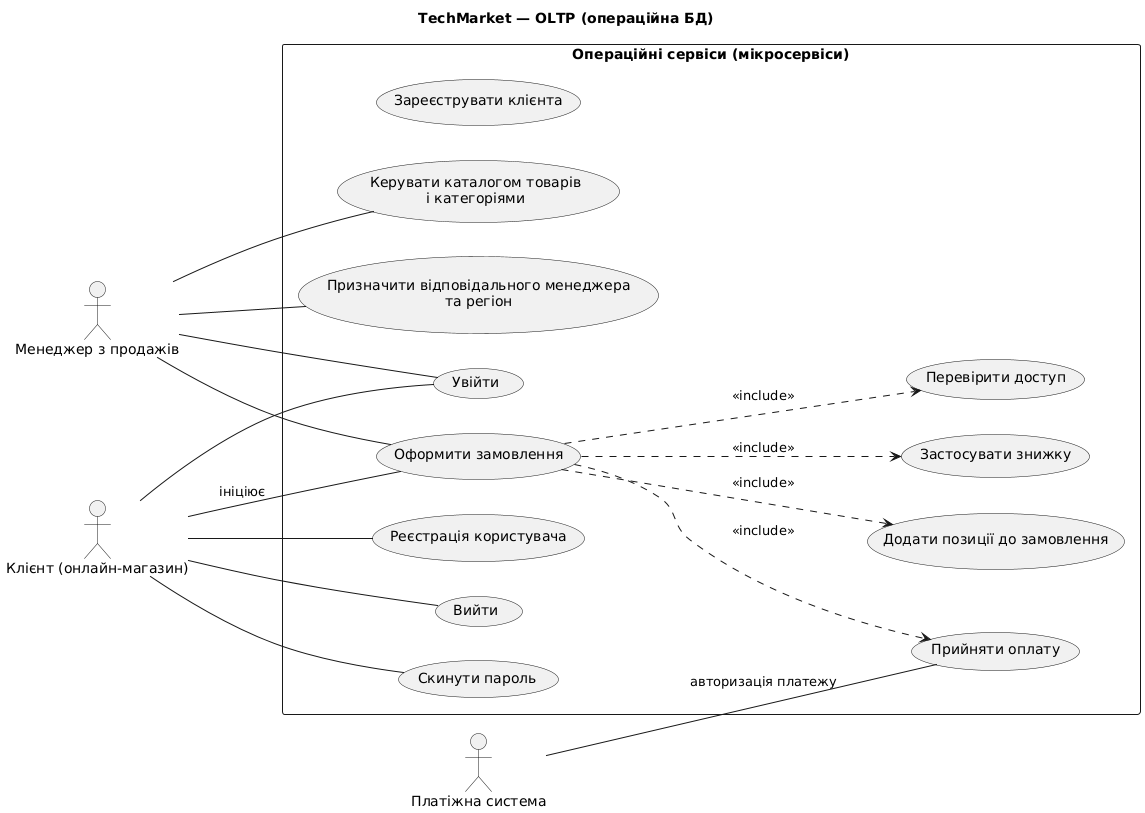 TechMarket — OLTP (операційна БД)
Операційні сервіси (мікросервіси)
Зареєструвати клієнта
Керувати каталогом товарів
і категоріями
Призначити відповідального менеджера
та регіон
Менеджер з продажів
Увійти
Перевірити доступ
«include»
Оформити замовлення
«include»
Застосувати знижку
«include»
ініціює
Реєстрація користувача
«include»
Додати позиції до замовлення
Клієнт (онлайн-магазин)
Вийти
Прийняти оплату
Скинути пароль
авторизація платежу
Платіжна система